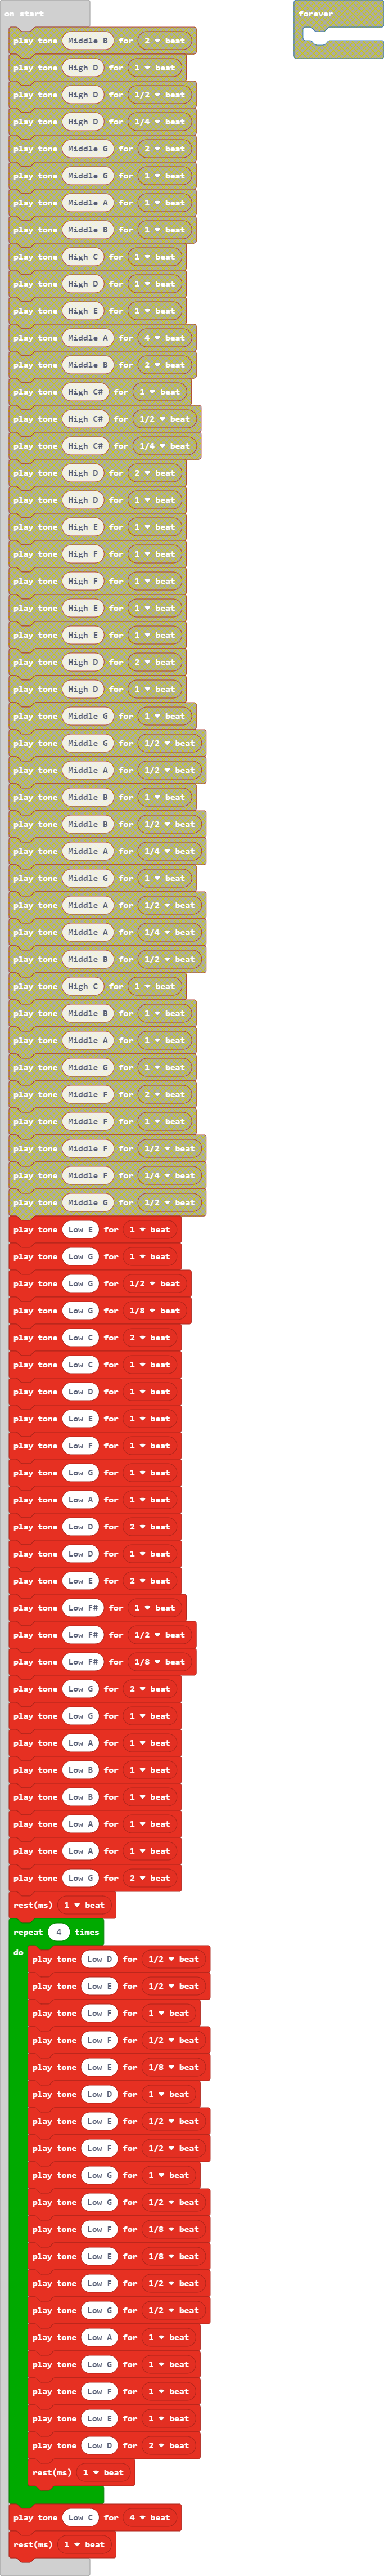 on start
forever
play tone Middle B for 2 beat
play tone High D for 1 beat
play tone High D for 1/2 beat
play tone High D for 1/4 beat
play tone Middle G for 2 beat
play tone Middle G for 1 beat
play tone Middle A for 1 beat
play tone Middle B for 1 beat
play tone High C for 1 beat
play tone High D for 1 beat
play tone High E for 1 beat
play tone Middle A for 4 beat
play tone Middle B for 2 beat
play tone High C# for 1 beat
play tone High C# for 1/2 beat
play tone High C# for 1/4 beat
play tone High D for 2 beat
play tone High D for 1 beat
play tone High E for 1 beat
play tone High F for 1 beat
play tone High F for 1 beat
play tone High E for 1 beat
play tone High E for 1 beat
play tone High D for 2 beat
play tone High D for 1 beat
play tone Middle G for 1 beat
play tone Middle G for 1/2 beat
play tone Middle A for 1/2 beat
play tone Middle B for 1 beat
play tone Middle B for 1/2 beat
play tone Middle A for 1/4 beat
play tone Middle G for 1 beat
play tone Middle A for 1/2 beat
play tone Middle A for 1/4 beat
play tone Middle B for 1/2 beat
play tone High C for 1 beat
play tone Middle B for 1 beat
play tone Middle A for 1 beat
play tone Middle G for 1 beat
play tone Middle F for 2 beat
play tone Middle F for 1 beat
play tone Middle F for 1/2 beat
play tone Middle F for 1/4 beat
play tone Middle G for 1/2 beat
play tone Low E for 1 beat
play tone Low G for 1 beat
play tone Low G for 1/2 beat
play tone Low G for 1/8 beat
play tone Low C for 2 beat
play tone Low C for 1 beat
play tone Low D for 1 beat
play tone Low E for 1 beat
play tone Low F for 1 beat
play tone Low G for 1 beat
play tone Low A for 1 beat
play tone Low D for 2 beat
play tone Low D for 1 beat
play tone Low E for 2 beat
play tone Low F# for 1 beat
play tone Low F# for 1/2 beat
play tone Low F# for 1/8 beat
play tone Low G for 2 beat
play tone Low G for 1 beat
play tone Low A for 1 beat
play tone Low B for 1 beat
play tone Low B for 1 beat
play tone Low A for 1 beat
play tone Low A for 1 beat
play tone Low G for 2 beat
rest(ms) 1 beat
repeat 4 times
do
play tone Low D for 1/2 beat
play tone Low E for 1/2 beat
play tone Low F for 1 beat
play tone Low F for 1/2 beat
play tone Low E for 1/8 beat
play tone Low D for 1 beat
play tone Low E for 1/2 beat
play tone Low F for 1/2 beat
play tone Low G for 1 beat
play tone Low G for 1/2 beat
play tone Low F for 1/8 beat
play tone Low E for 1/8 beat
play tone Low F for 1/2 beat
play tone Low G for 1/2 beat
play tone Low A for 1 beat
play tone Low G for 1 beat
play tone Low F for 1 beat
play tone Low E for 1 beat
play tone Low D for 2 beat
rest(ms) 1 beat
play tone Low C for 4 beat
rest(ms) 1 beat